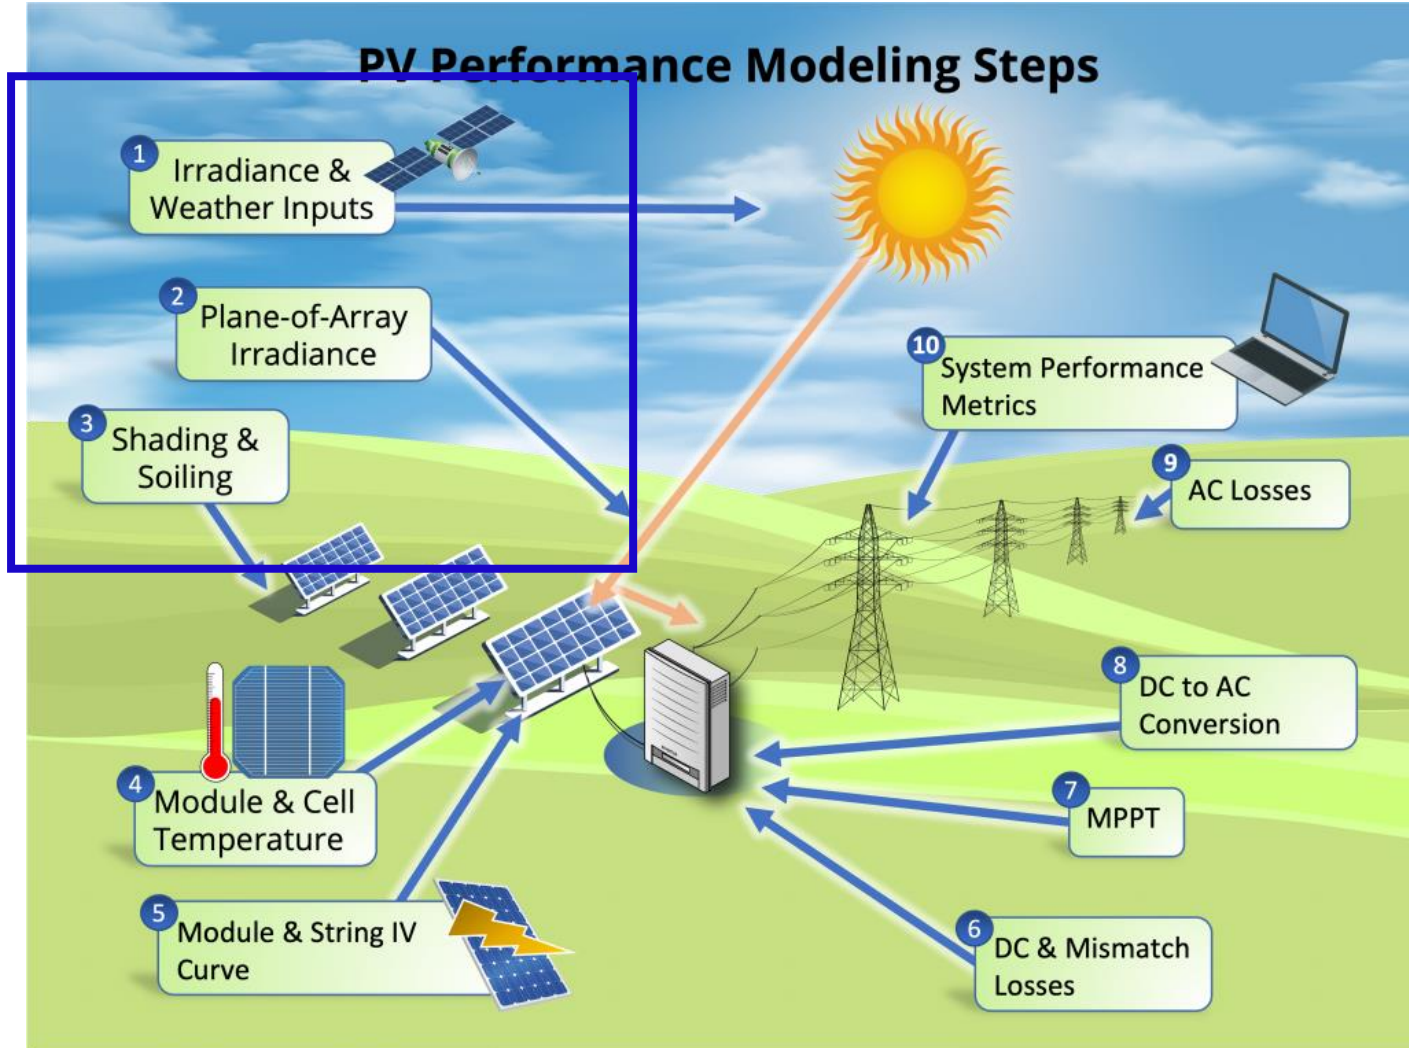 PV Performance Modeling Steps
1
Irradiance &
Weather Inputs
2
Plane-of-Array
Irradiance
3
Shading &
Soiling
4
Module & Cell
Temperature
5
Module & String IV
Curve
6
DC & Mismatch
Losses
7
MPPT
8
DC to AC
Conversion
9
AC Losses
10
System Performance
Metrics